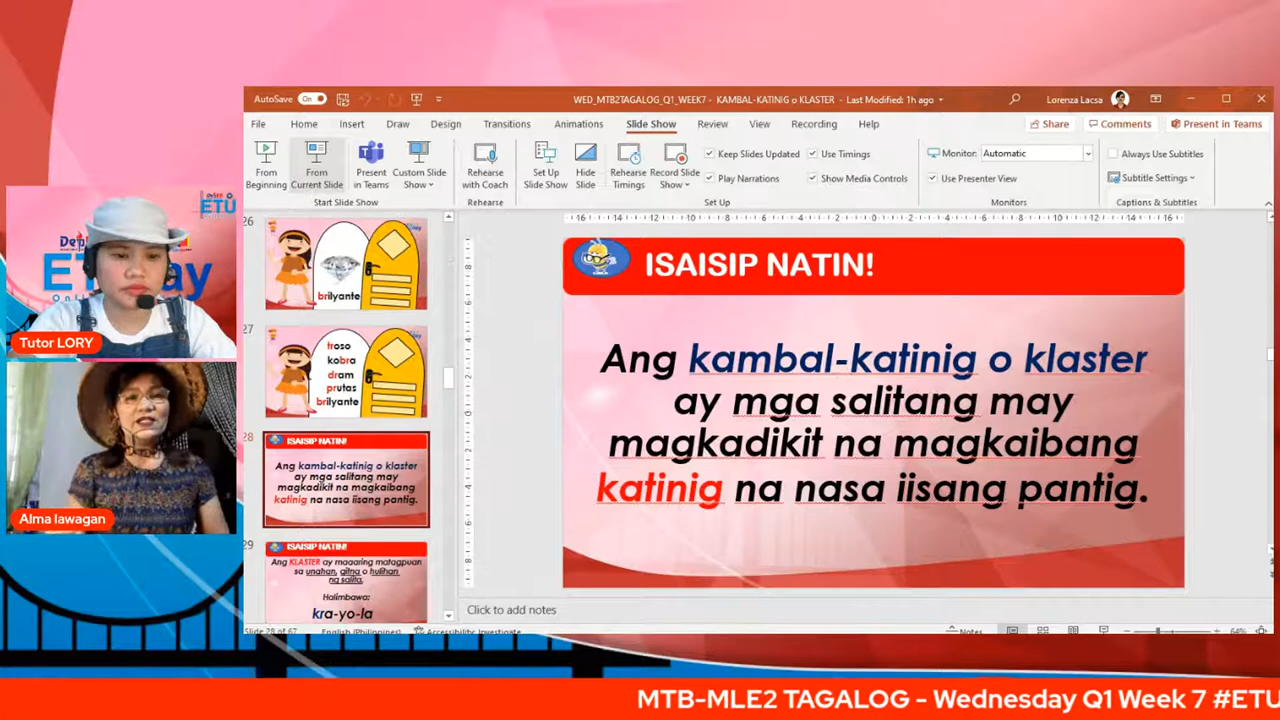 AutoSave On
WED_MTB2TAGALOG_Q1_WEEK7 - KAMBAL-KATINIG o KLASTER - Last Modified: 1h ago
Lorenza Lacsa
File Home Insert Draw Design Transitions Animations Slide Show Review View Recording Help Share Comments Present in Teams
From Beginning
From Current Slide
Present in Teams
Custom Slide Show
Start Slide Show
Rehearse with Coach
Rehearse
Set Up Slide Show
Hide Slide
Rehearse Timings
Record Slide Show
Keep Slides Updated
Play Narrations
Use Timings
Show Media Controls
Set Up
Monitor: Automatic
Use Presenter View
Monitors
Always Use Subtitles
Subtitle Settings
Captions & Subtitles
ETU
Tutor LORY
Alma lawagan
26
brilyante
27
troso
kobra
dram
prutas
brilyante
28
ISAISIP NATIN!
Ang kambal-katinig o klaster
ay mga salitang may
magkadikit na magkaibang
katinig na nasa iisang pantig.
29
ISAISIP NATIN!
Ang KLASTER ay maaaring matagpuan
sa unahan, gitna o hulihan
na salita.
Halimbawa:
kra-yo-la
ISAISIP NATIN!
Ang kambal-katinig o klaster
ay mga salitang may
magkadikit na magkaibang
katinig na nasa iisang pantig.
Click to add notes
Slide 28 of 67 English (Philippines) Accessibility: Investigate
Notes
64%
MTB-MLE2 TAGALOG - Wednesday Q1 Week 7 #ETU